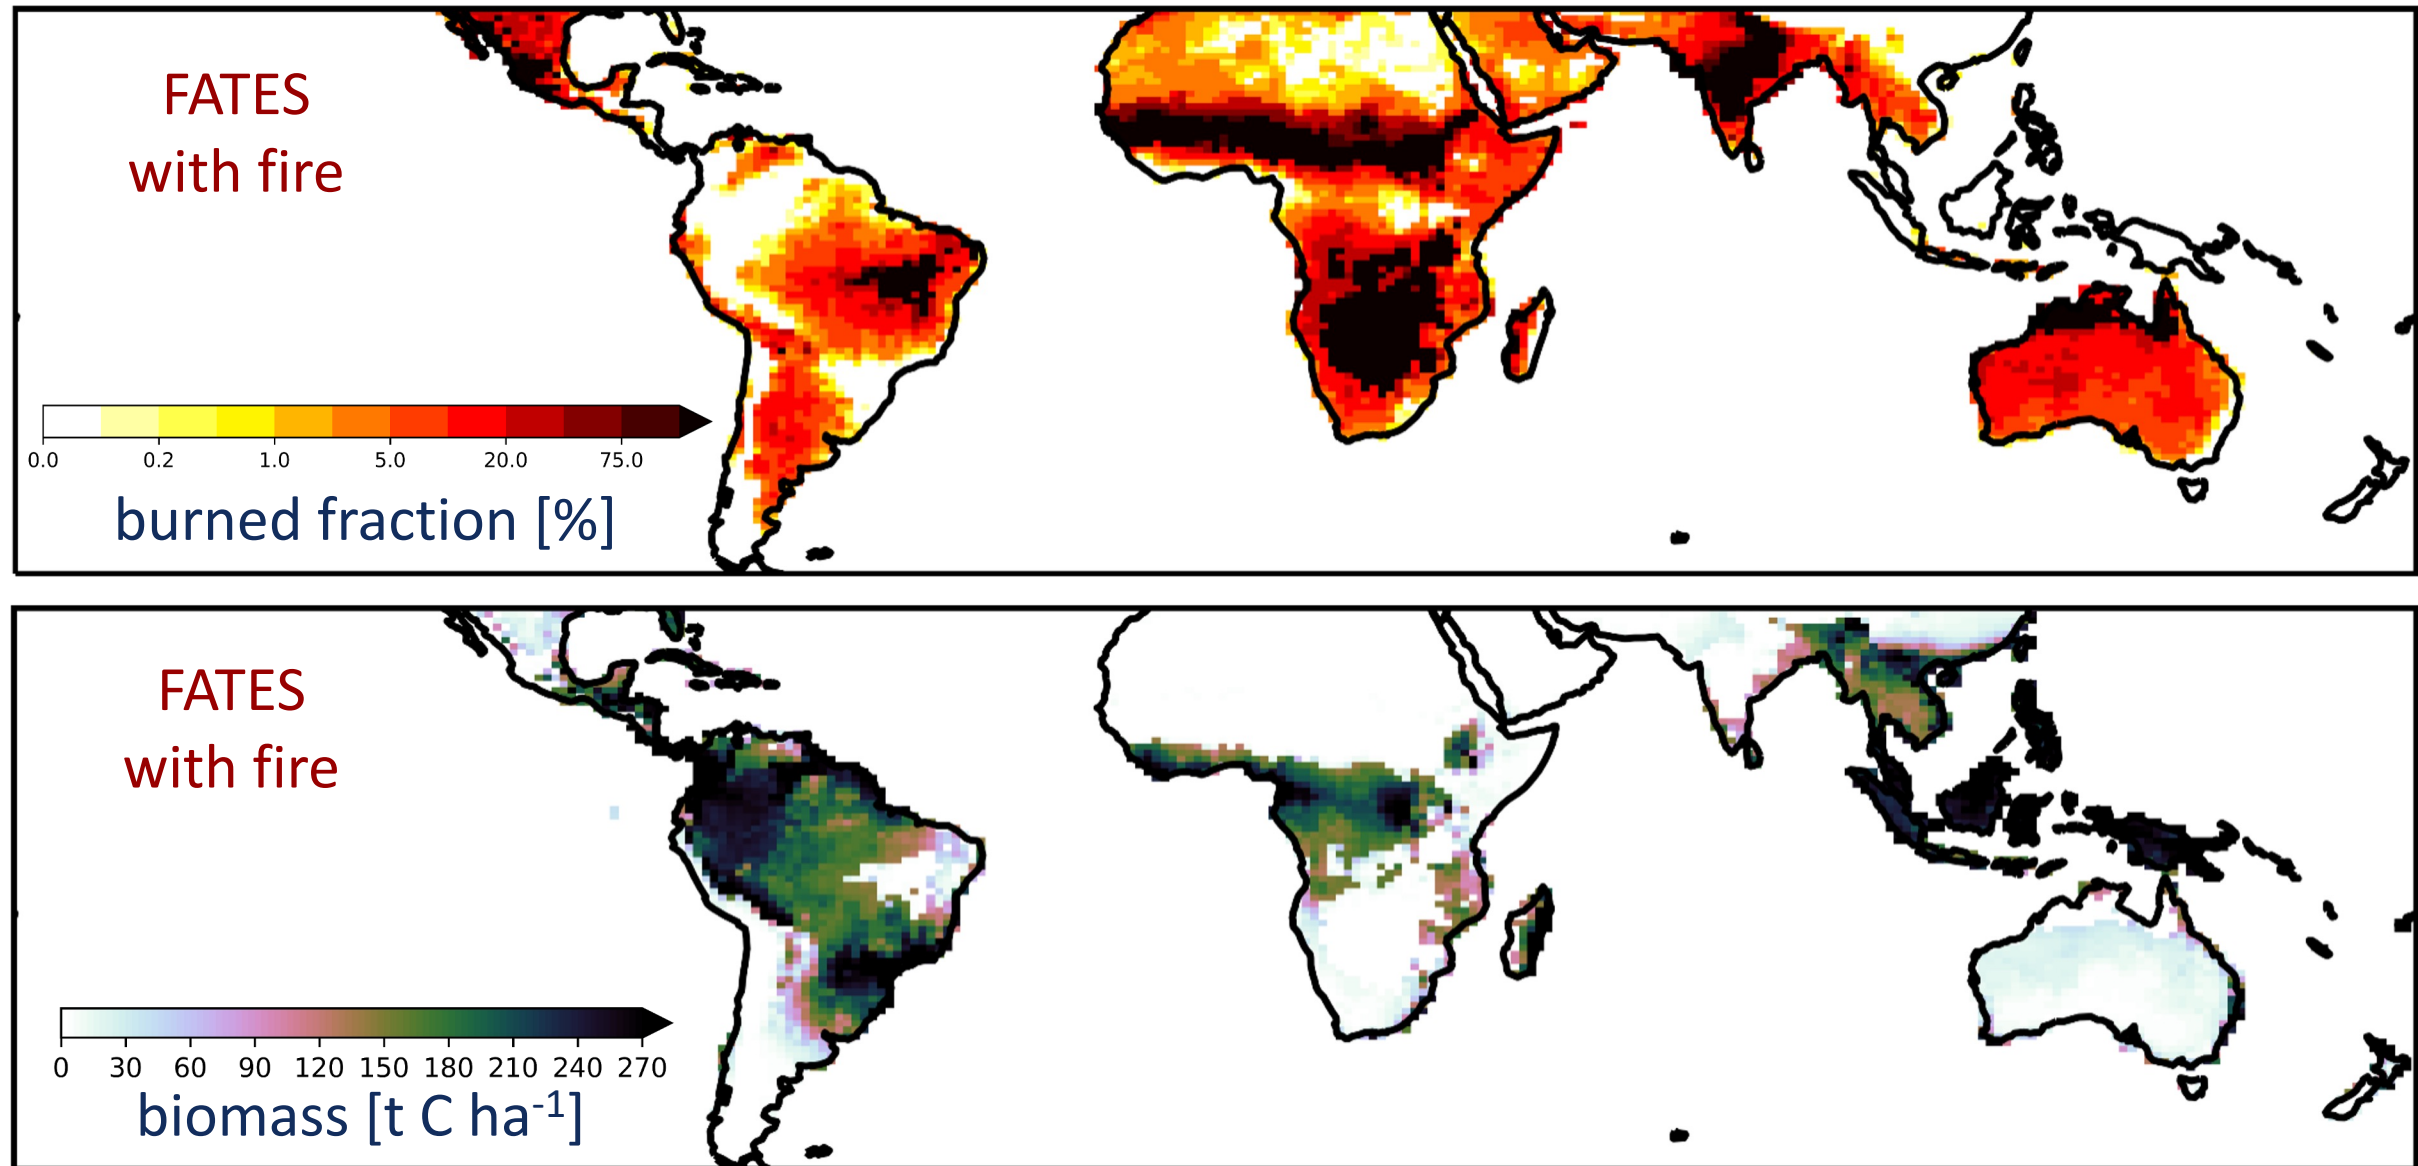 FATES
with fire
0.0 0.2 1.0 5.0 20.0 75.0
burned fraction [%]
FATES
with fire
0 30 60 90 120 150 180 210 240 270
biomass [t C ha⁻¹]